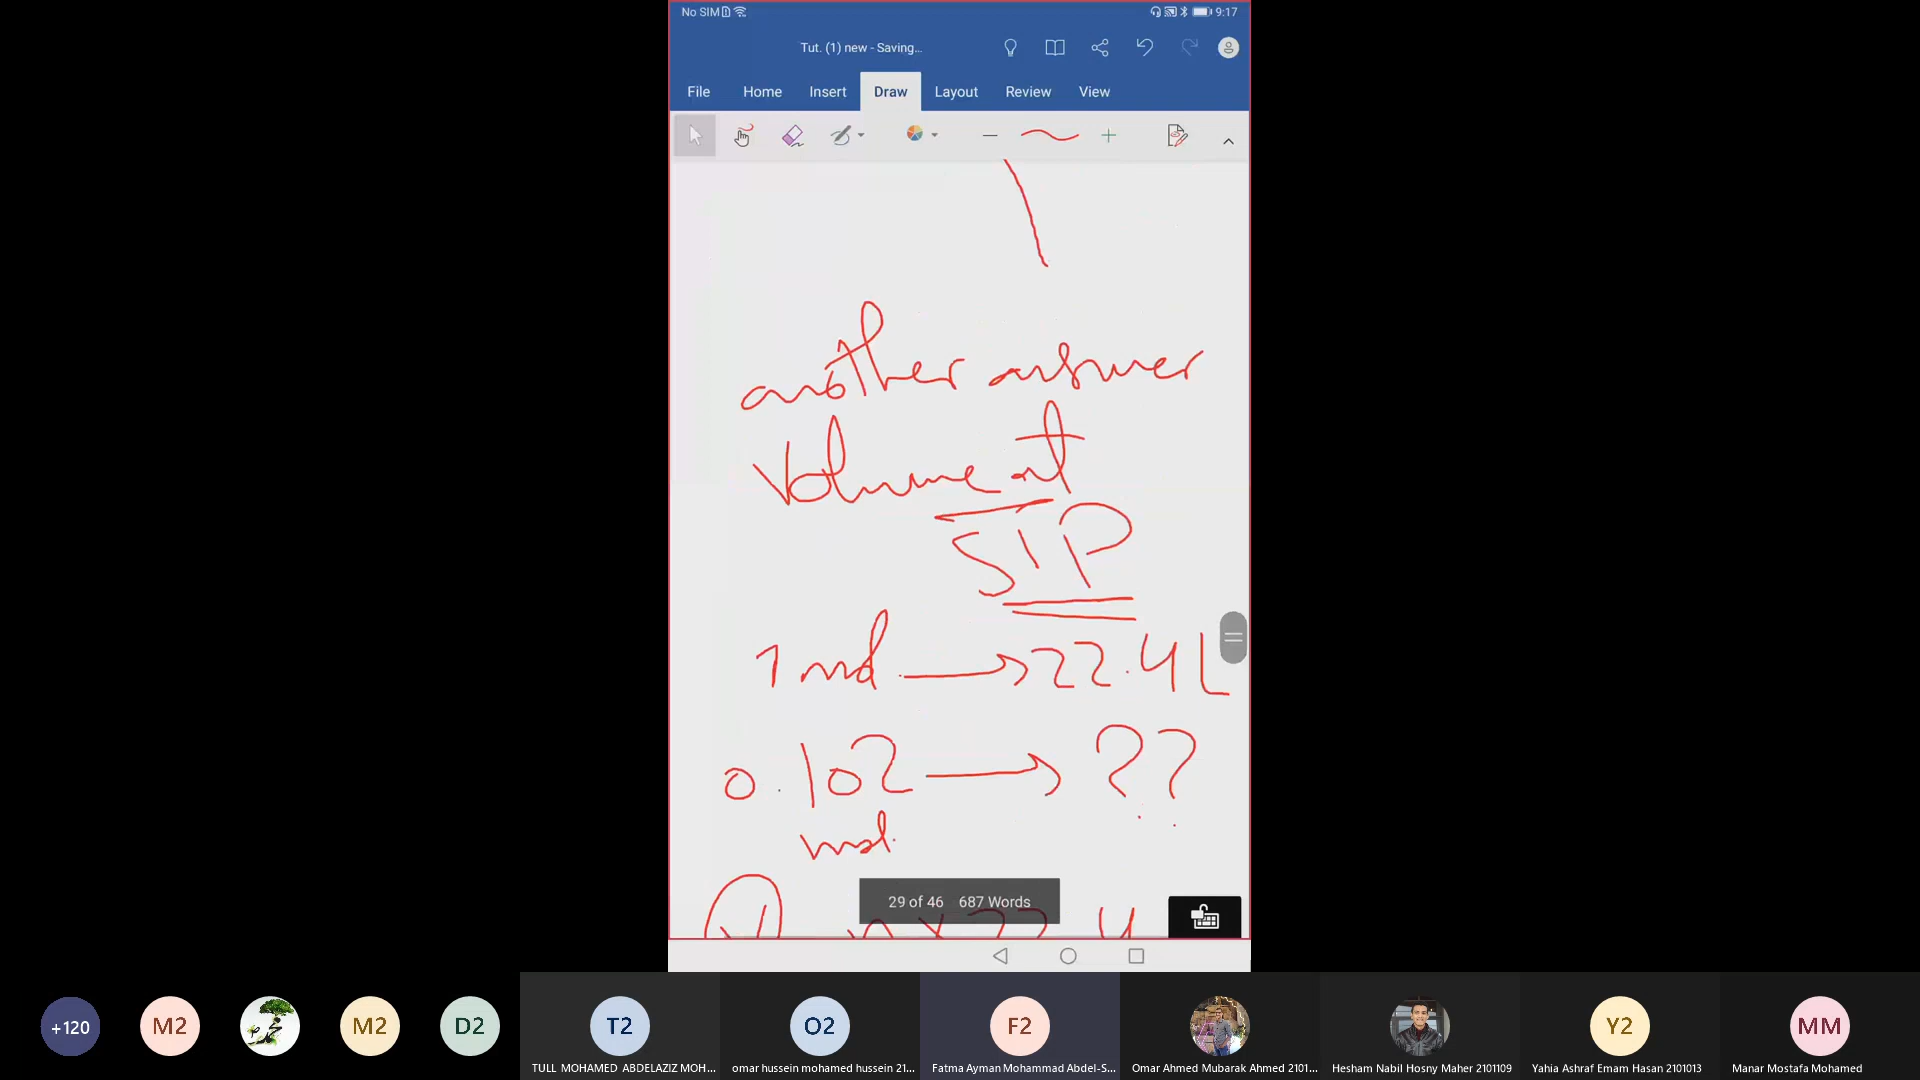 No SIM 9:17
Tut. (1) new - Saving...
File Home Insert Draw Layout Review View
another answer
Volume at
STP
1 mol → 22.4 L
0.102 → ??
mol.
29 of 46 687 Words
n x 22.4
+120 M2 M2 D2 T2 O2 F2 Y2 MM
TULL MOHAMED ABDELAZIZ MOH... omar hussein mohamed hussein 21... Fatma Ayman Mohammad Abdel-S... Omar Ahmed Mubarak Ahmed 2101... Hesham Nabil Hosny Maher 2101109 Yahia Ashraf Emam Hasan 2101013 Manar Mostafa Mohamed